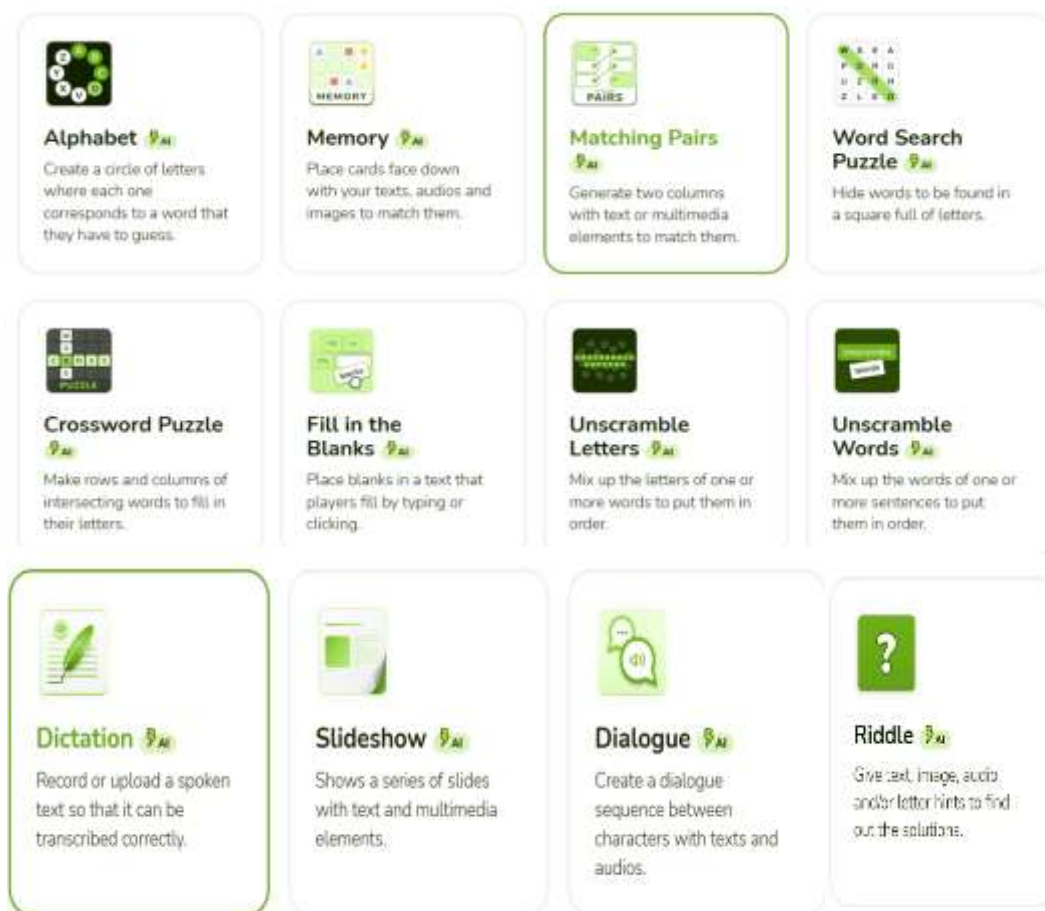 Alphabet AI
Create a circle of letters
where each one
corresponds to a word that
they have to guess.
MEMORY
Memory AI
Place cards face down
with your texts, audios and
images to match them.
PAIRS
Matching Pairs
AI
Generate two columns
with text or multimedia
elements to match them.
Word Search
Puzzle AI
Hide words to be found in
a square full of letters.
PUZZLE
Crossword Puzzle
AI
Make rows and columns of
intersecting words to fill in
their letters.
Fill in the
Blanks AI
Place blanks in a text that
players fill by typing or
clicking.
Unscramble
Letters AI
Mix up the letters of one or
more words to put them in
order.
Unscramble
Words AI
Mix up the words of one or
more sentences to put
them in order.
Dictation AI
Record or upload a spoken
text so that it can be
transcribed correctly.
Slideshow AI
Shows a series of slides
with text and multimedia
elements.
Dialogue AI
Create a dialogue
sequence between
characters with texts and
audios.
?
Riddle AI
Give text, image, audio
and/or letter hints to find
out the solutions.